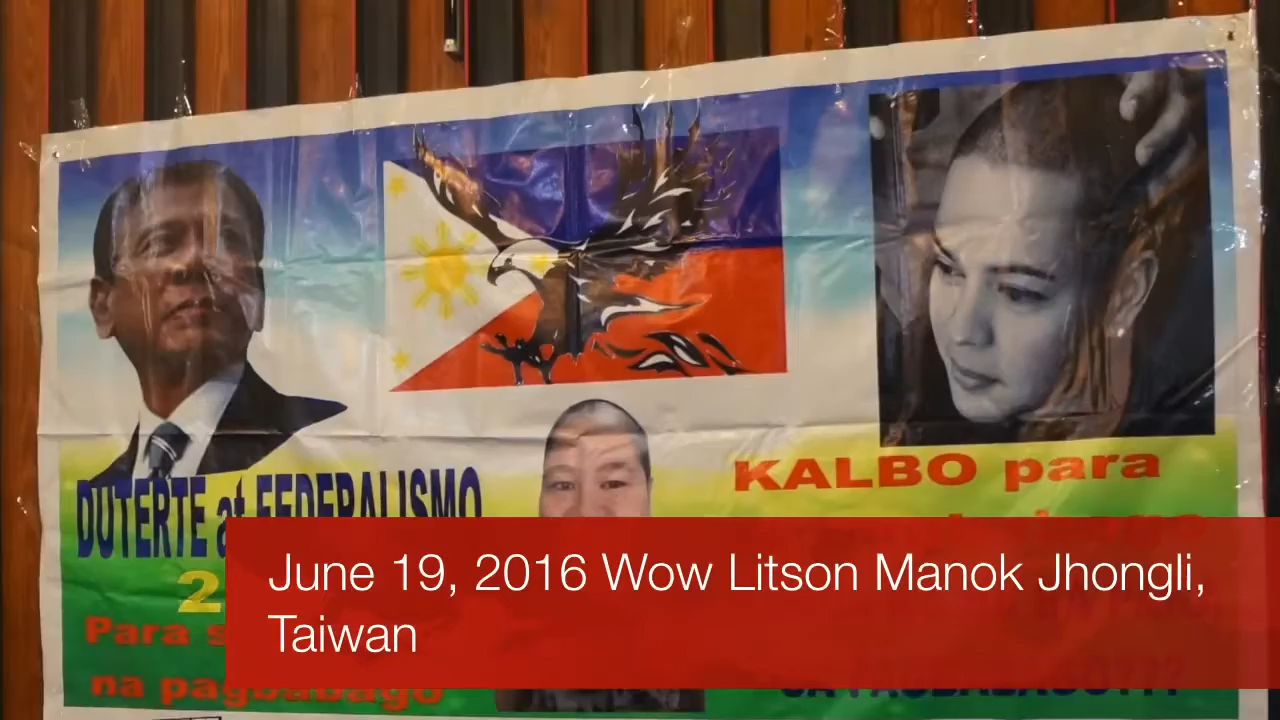 DUTERTE at FEDERALISMO
KALBO para
Para
na pagbabago
June 19, 2016 Wow Litson Manok Jhongli,
Taiwan